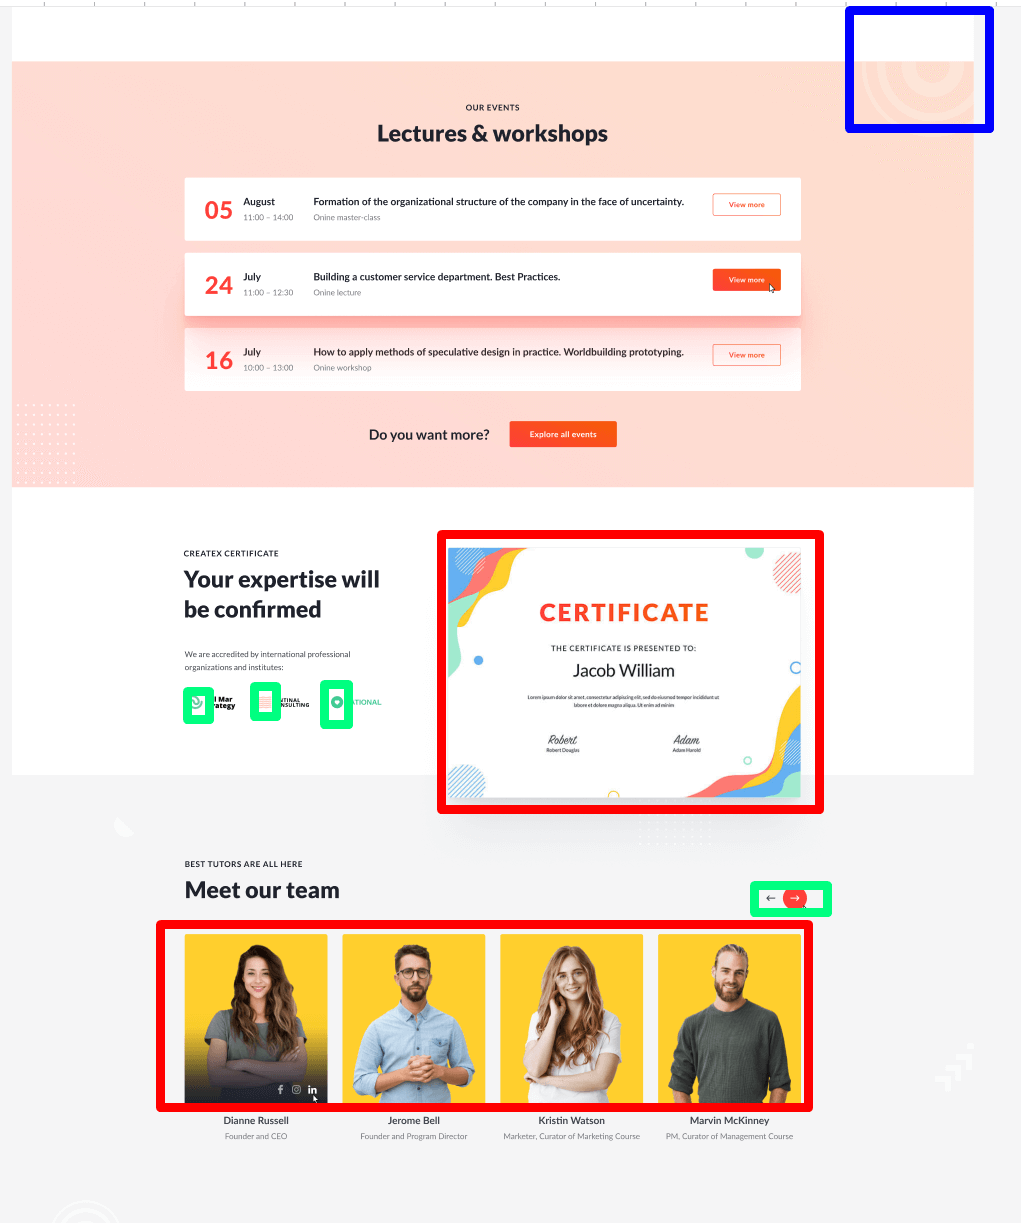 OUR EVENTS
Lectures & workshops
05
August
11:00 – 14:00
Formation of the organizational structure of the company in the face of uncertainty.
Onine master-class
View more
24
July
11:00 – 12:30
Building a customer service department. Best Practices.
Onine lecture
View more
16
July
10:00 – 13:00
How to apply methods of speculative design in practice. Worldbuilding prototyping.
Onine workshop
View more
Do you want more?
Explore all events
CREATEX CERTIFICATE
Your expertise will
be confirmed
We are accredited by international professional
organizations and institutes:
Mar
CERTIFICATE
THE CERTIFICATE IS PRESENTED TO:
Jacob William
Lorem ipsum dolor sit amet, consectetur adipiscing elit, sed do eiusmod tempor incididunt ut
labore et dolore magna aliqua. Ut enim ad minim
Robert
Robert Douglas
Adam
Adam Harold
BEST TUTORS ARE ALL HERE
Meet our team
Dianne Russell
Founder and CEO
Jerome Bell
Founder and Program Director
Kristin Watson
Marketer, Curator of Marketing Course
Marvin McKinney
PM, Curator of Management Course